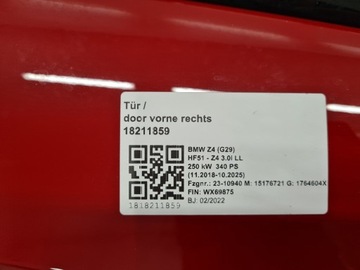 Tür /
door vorne rechts
18211859
BMW Z4 (G29)
HF51 - Z4 3.0i LL
250 kW 340 PS
(11.2018-10.2025)
Fzgnr.: 23-10940 M: 15176721 G: 1764604X
FIN: WX69875
BJ: 02/2022
1818211859